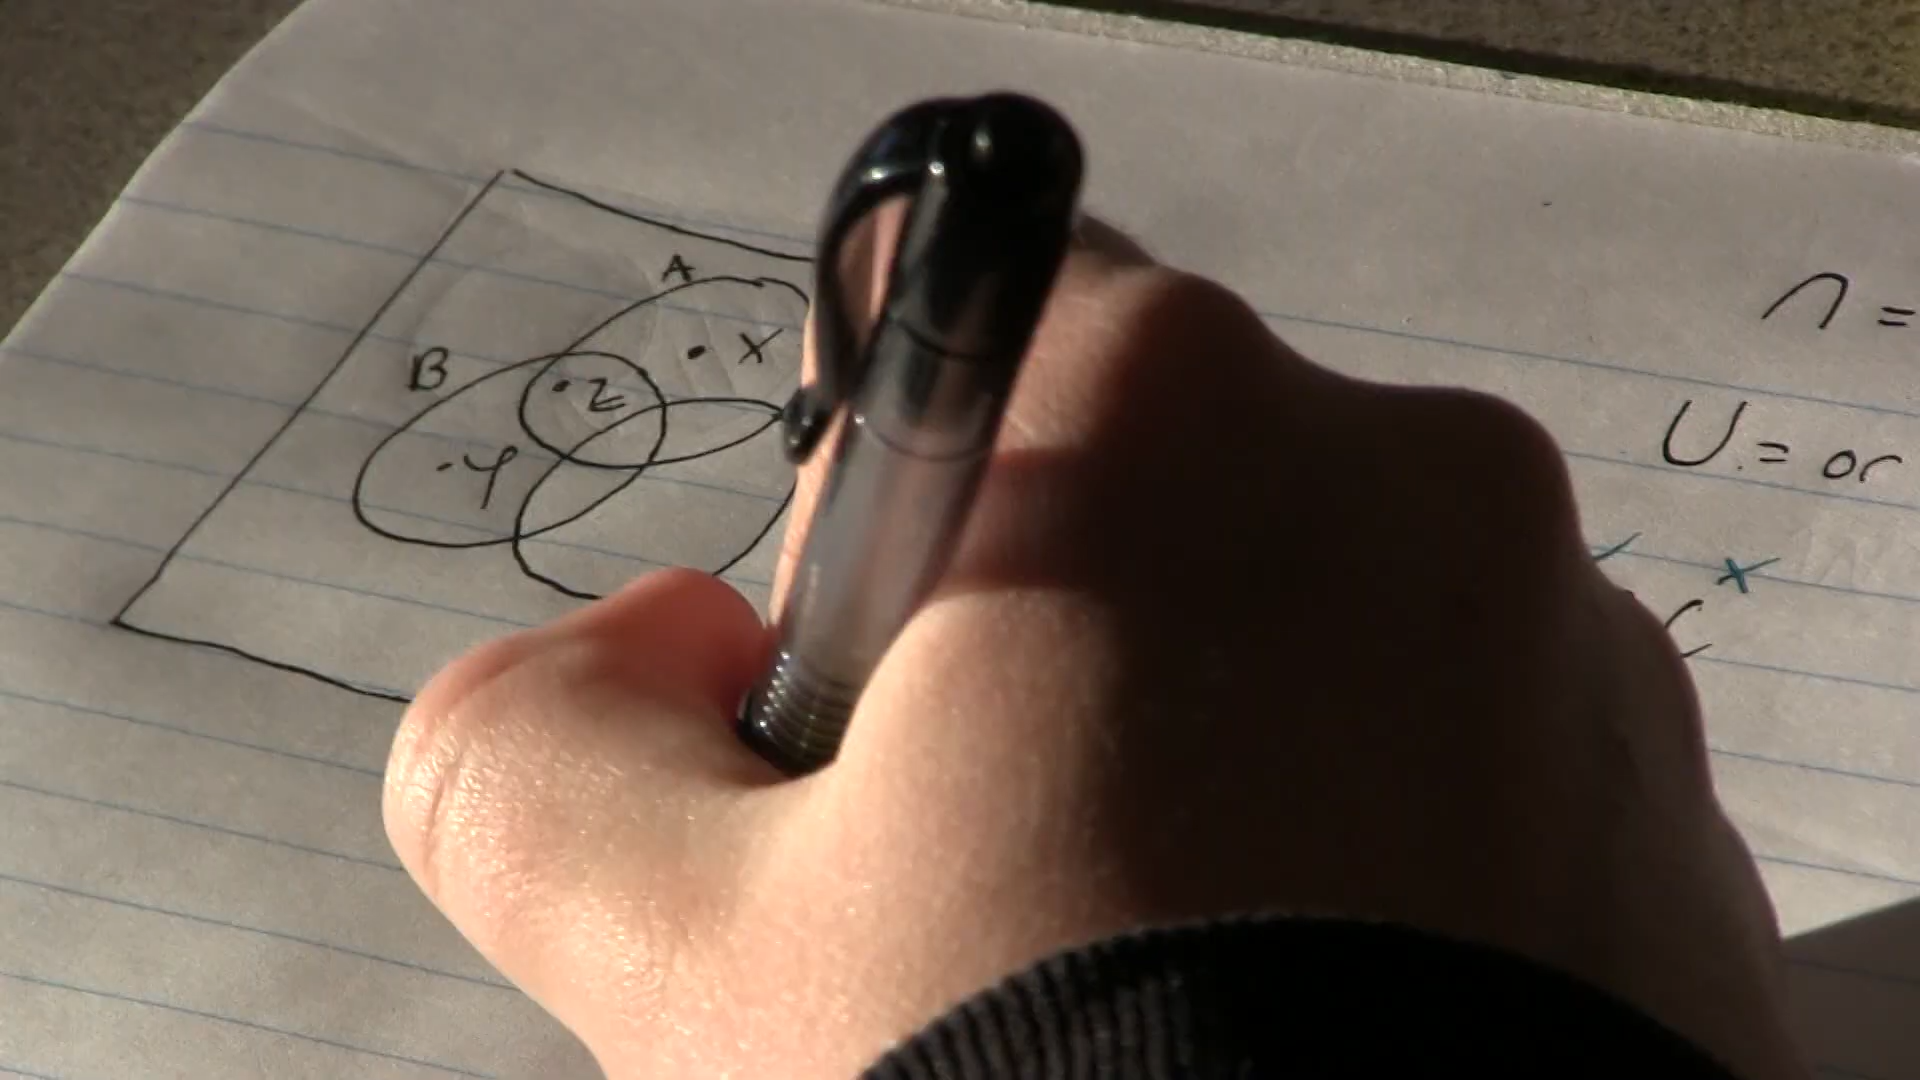 A
X
B
Z
Y
∩ =
U = or
x
C